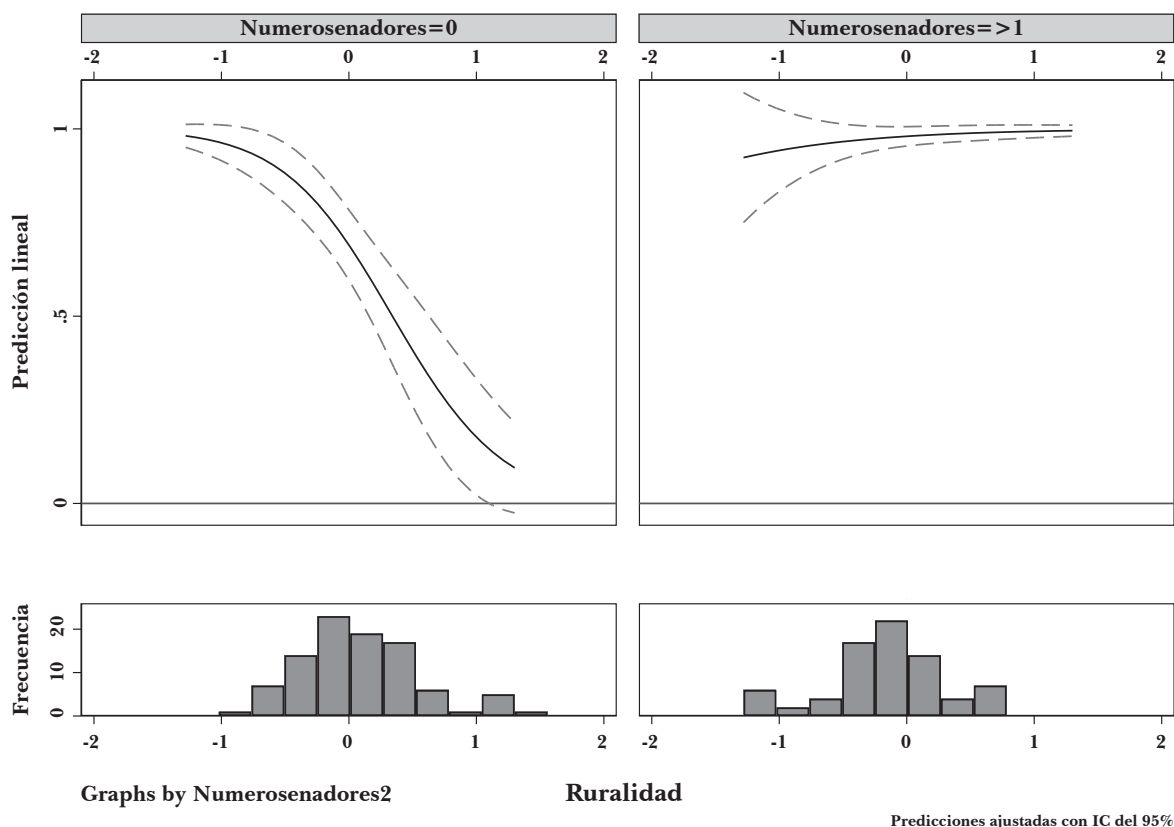 Numerosenadores=0
Numerosenadores=>1
-2 -1 0 1 2
-2 -1 0 1 2
Predicción lineal
1
.5
0
Frecuencia
20
10
0
-2 -1 0 1 2
-2 -1 0 1 2
Graphs by Numerosenadores2
Ruralidad
Predicciones ajustadas con IC del 95%